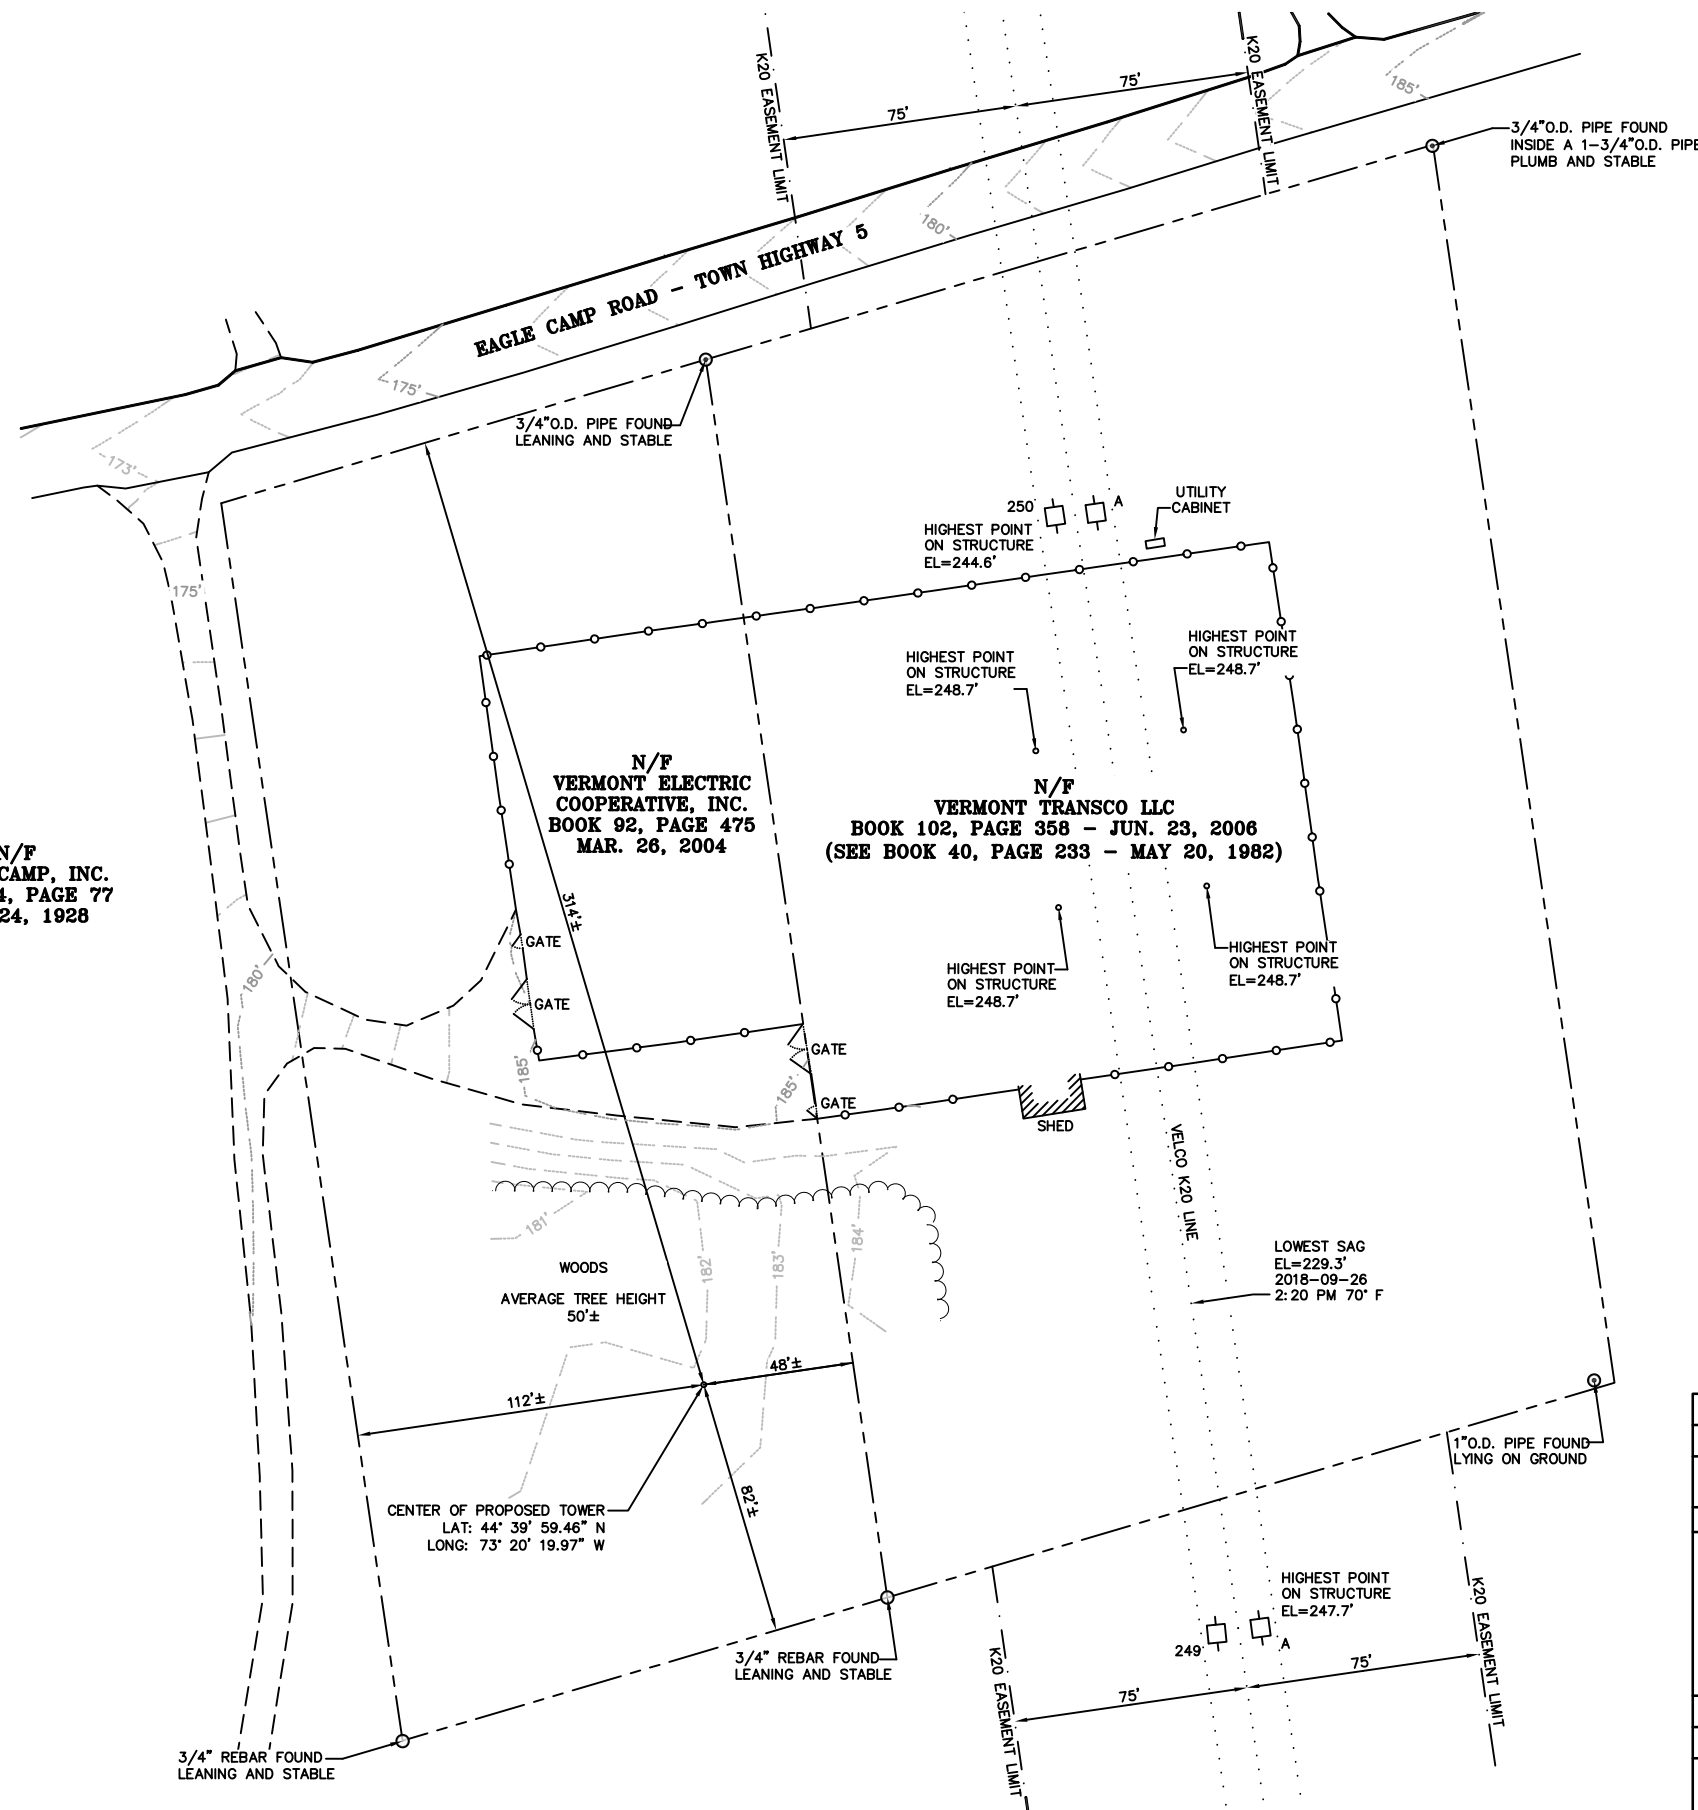 K20 EASEMENT LIMIT
75'
75'
K20 EASEMENT LIMIT
185'
3/4"O.D. PIPE FOUND
INSIDE A 1-3/4"O.D. PIPE
PLUMB AND STABLE
180'
EAGLE CAMP ROAD - TOWN HIGHWAY 5
175'
173'
3/4"O.D. PIPE FOUND
LEANING AND STABLE
175'
250
A
UTILITY
CABINET
HIGHEST POINT
ON STRUCTURE
EL=244.6'
HIGHEST POINT
ON STRUCTURE
EL=248.7'
HIGHEST POINT
ON STRUCTURE
EL=248.7'
N/F
VERMONT ELECTRIC
COOPERATIVE, INC.
BOOK 92, PAGE 475
MAR. 26, 2004
N/F
VERMONT TRANSCO LLC
BOOK 102, PAGE 358 - JUN. 23, 2006
(SEE BOOK 40, PAGE 233 - MAY 20, 1982)
N/F
CAMP, INC.
4, PAGE 77
24, 1928
314'±
GATE
GATE
180'
HIGHEST POINT
ON STRUCTURE
EL=248.7'
HIGHEST POINT
ON STRUCTURE
EL=248.7'
185'
185'
GATE
GATE
SHED
VELCO K20 LINE
181'
182'
183'
184'
WOODS
AVERAGE TREE HEIGHT
50'±
LOWEST SAG
EL=229.3'
2018-09-26
2:20 PM 70° F
48'±
112'±
82'±
CENTER OF PROPOSED TOWER
LAT: 44° 39' 59.46" N
LONG: 73° 20' 19.97" W
1"O.D. PIPE FOUND
LYING ON GROUND
HIGHEST POINT
ON STRUCTURE
EL=247.7'
249
A
K20 EASEMENT LIMIT
3/4" REBAR FOUND
LEANING AND STABLE
K20 EASEMENT LIMIT
75'
75'
3/4" REBAR FOUND
LEANING AND STABLE